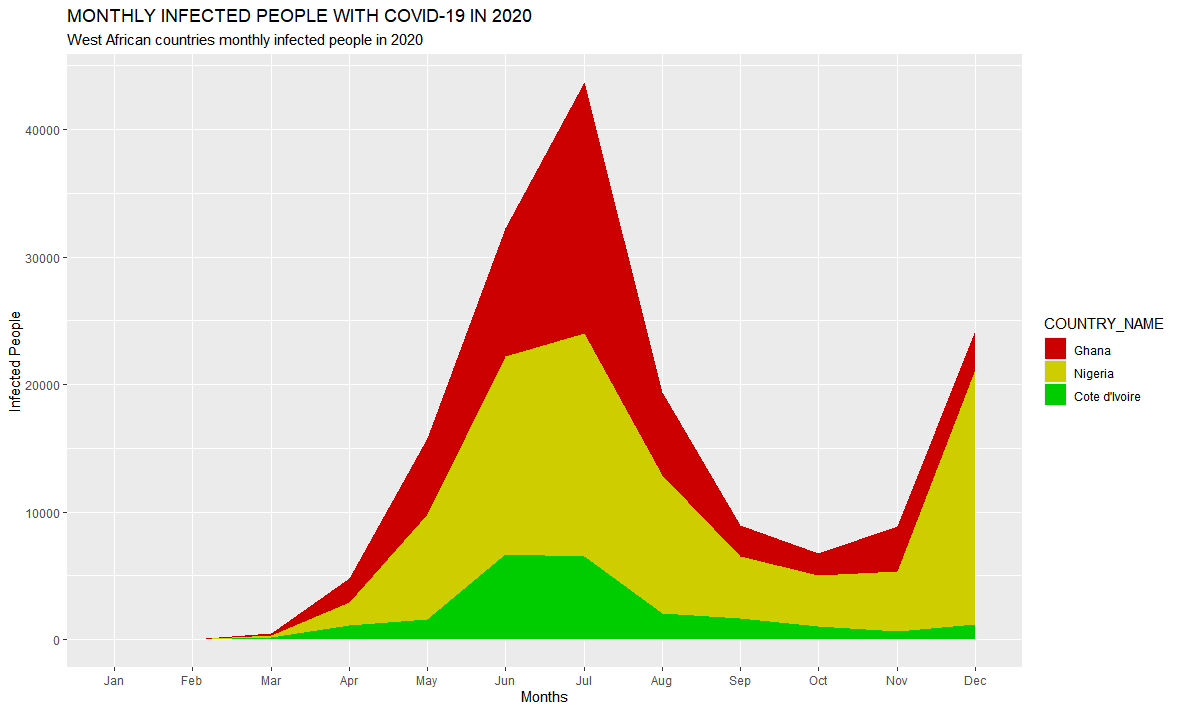 MONTHLY INFECTED PEOPLE WITH COVID-19 IN 2020
West African countries monthly infected people in 2020
Infected People
40000
30000
20000
10000
0
Jan Feb Mar Apr May Jun Jul Aug Sep Oct Nov Dec
Months
COUNTRY_NAME
Ghana
Nigeria
Cote d'Ivoire